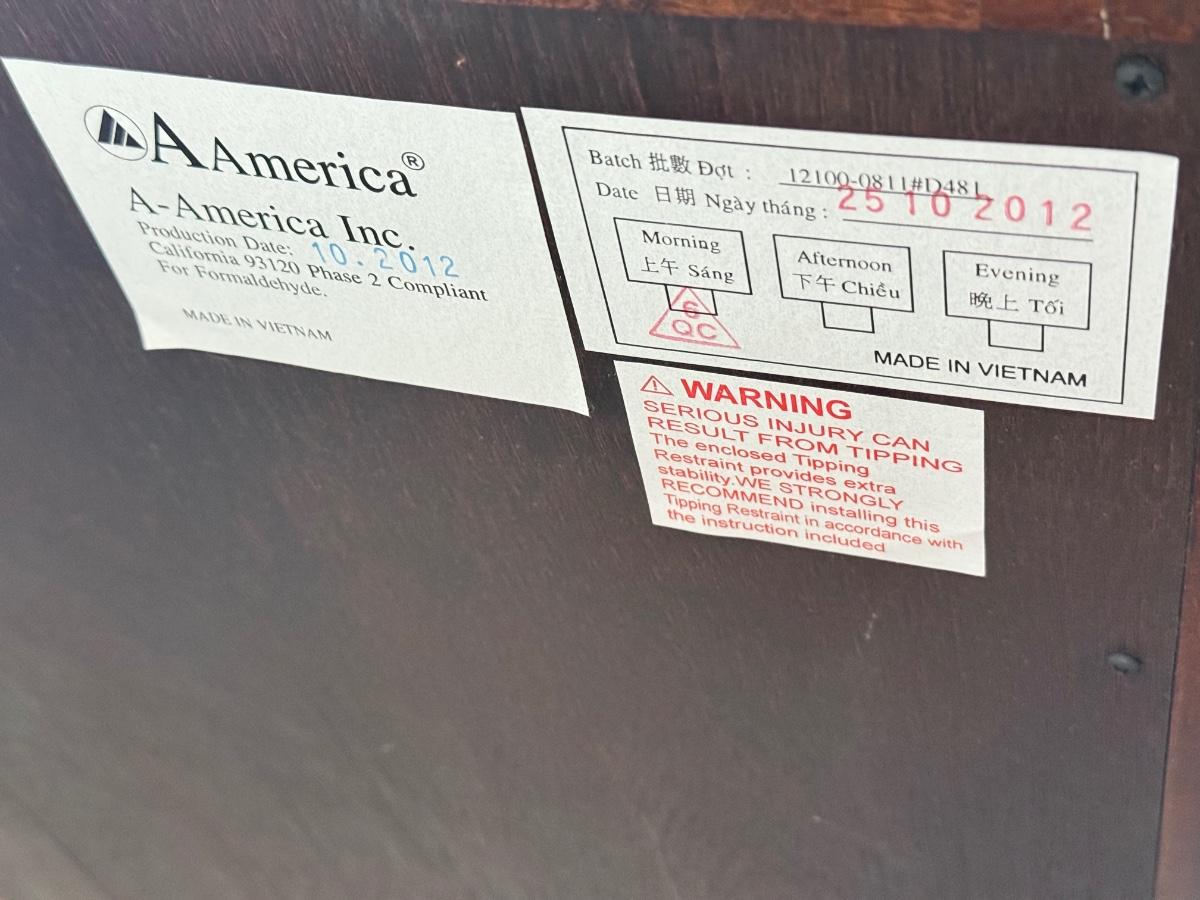 AAmerica®
A-America Inc.
Production Date: 10.2012
California 93120 Phase 2 Compliant
For Formaldehyde.
MADE IN VIETNAM
Batch 批數 Đợt : 12100-0811#D481
Date 日期 Ngày tháng : 25 10 2012
Morning
上午 Sáng
Afternoon
下午 Chiều
Evening
晚上 Tối
6
QC
MADE IN VIETNAM
⚠ WARNING
SERIOUS INJURY CAN
RESULT FROM TIPPING
The enclosed Tipping
Restraint provides extra
stability.WE STRONGLY
RECOMMEND installing this
Tipping Restraint in accordance with
the instruction included